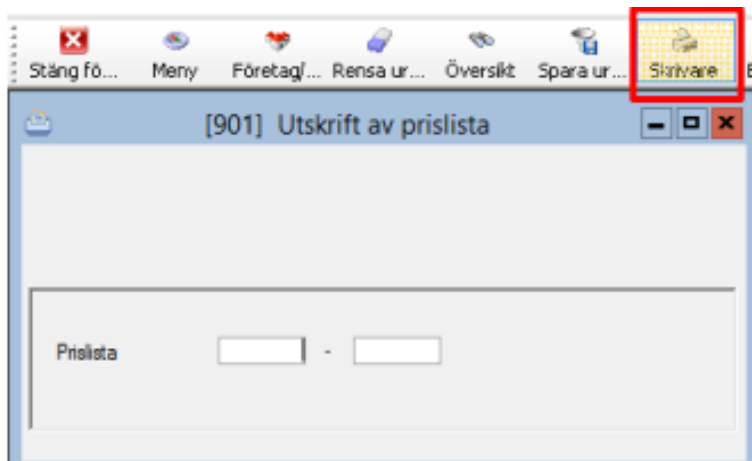 Stäng fö... Meny Företag/... Rensa ur... Översikt Spara ur... Skrivare
[901] Utskrift av prislista
Prislista -